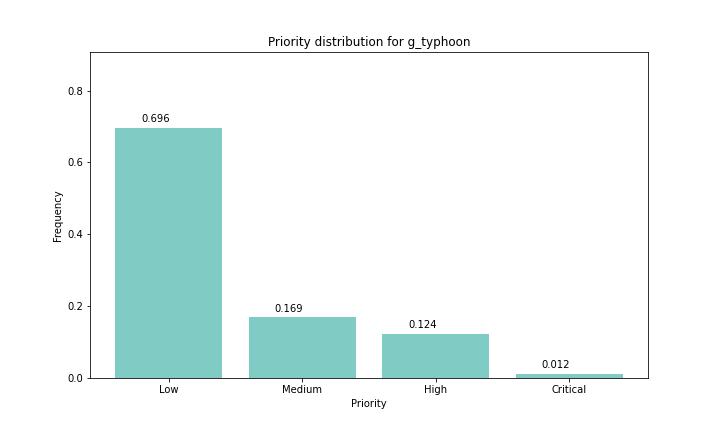 Priority distribution for g_typhoon
0.8
0.6
0.4
0.2
0.0
Frequency
0.696
0.169
0.124
0.012
Low
Medium
High
Critical
Priority